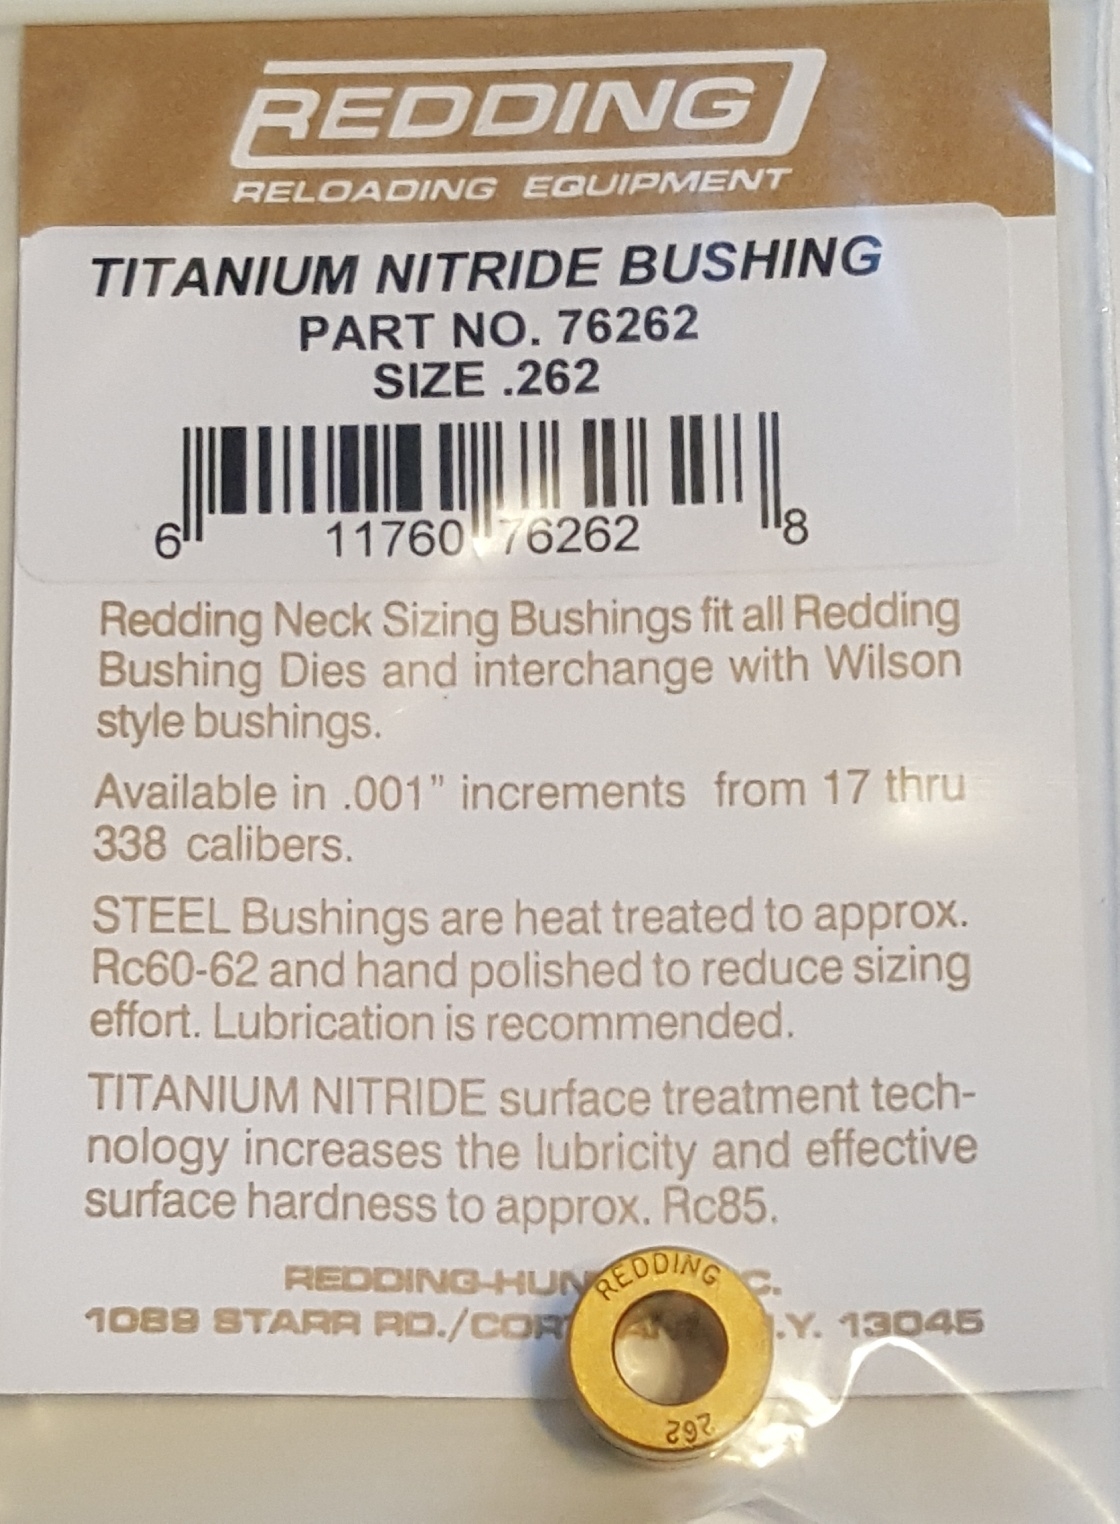 REDDING
RELOADING EQUIPMENT
TITANIUM NITRIDE BUSHING
PART NO. 76262
SIZE .262
6 11760 76262 8
Redding Neck Sizing Bushings fit all Redding
Bushing Dies and interchange with Wilson
style bushings.
Available in .001" increments from 17 thru
338 calibers.
STEEL Bushings are heat treated to approx.
Rc60-62 and hand polished to reduce sizing
effort. Lubrication is recommended.
TITANIUM NITRIDE surface treatment tech-
nology increases the lubricity and effective
surface hardness to approx. Rc85.
1089 STARR RD./ 13045
REDDING
262